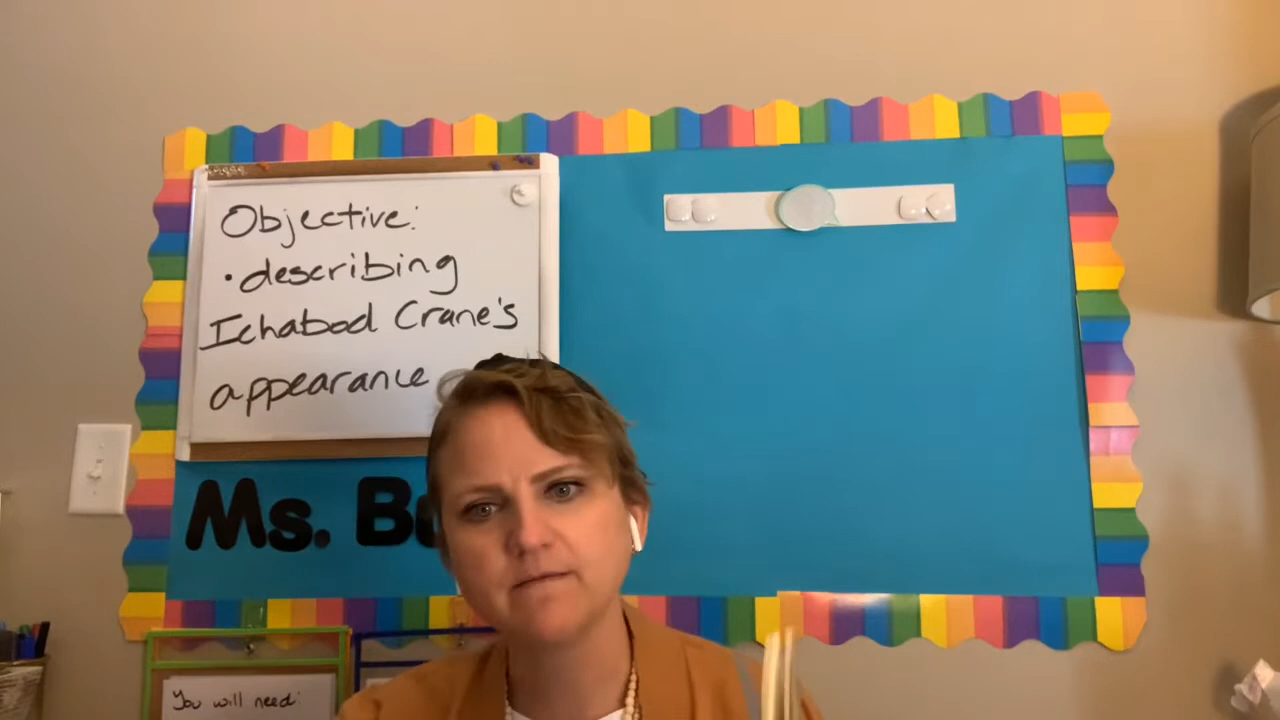 Objective:
• describing
Ichabod Crane's
appearance
Ms.
You will need: